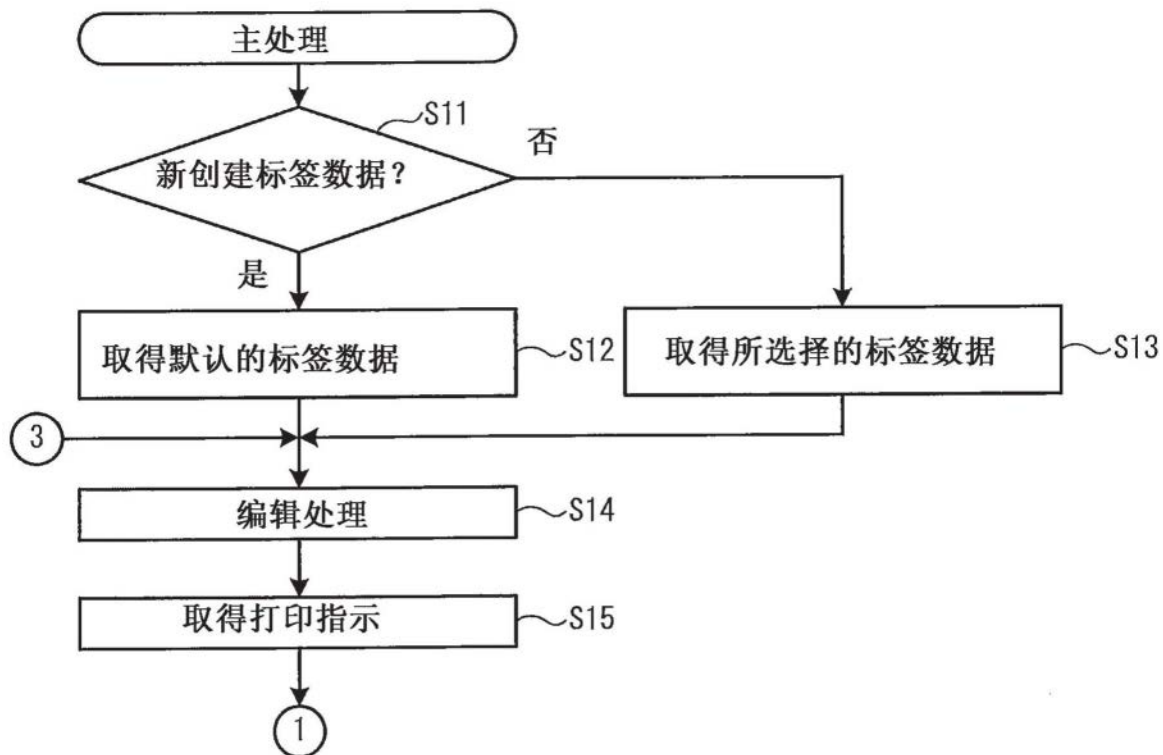 主处理
S11
新创建标签数据?
否
是
取得默认的标签数据
S12
取得所选择的标签数据
S13
3
编辑处理
S14
取得打印指示
S15
1